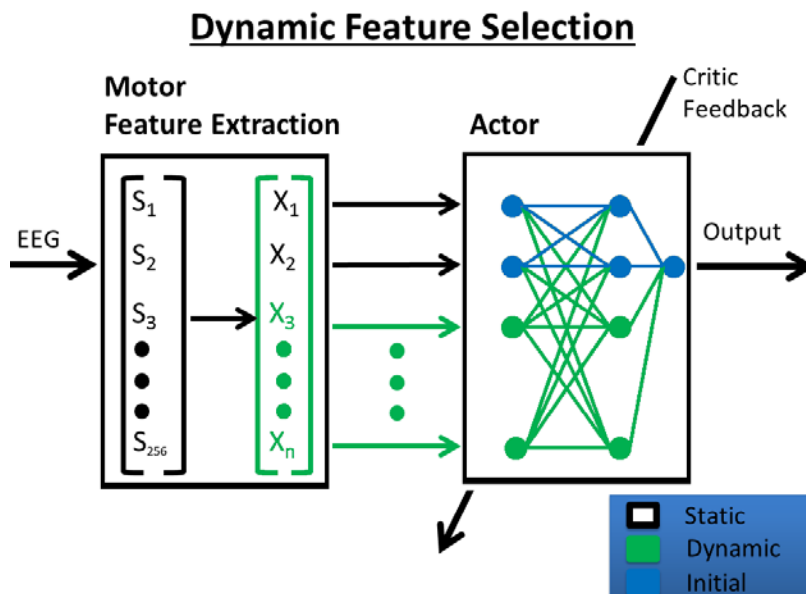 Dynamic Feature Selection
Motor
Feature Extraction
Actor
Critic
Feedback
EEG
S1
S2
S3
S256
X1
X2
X3
Xn
Output
Static
Dynamic
Initial